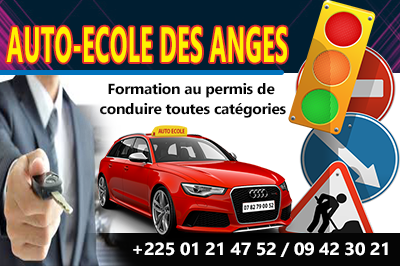 AUTO-ECOLE DES ANGES
Formation au permis de
conduire toutes catégories
AUTO ECOLE
07 82 79 00 52
+225 01 21 47 52 / 09 42 30 21